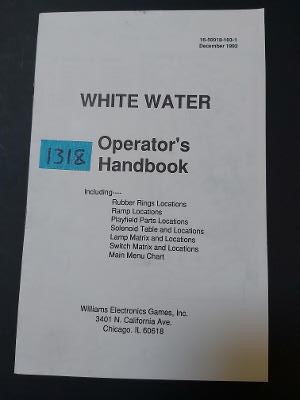 16-50018-103-1
December 1992
WHITE WATER
1318
Operator's
Handbook
Including----
Rubber Rings Locations
Ramp Locations
Playfield Parts Locations
Solenoid Table and Locations
Lamp Matrix and Locations
Switch Matrix and Locations
Main Menu Chart
Williams Electronics Games, Inc.
3401 N. California Ave.
Chicago, IL 60618